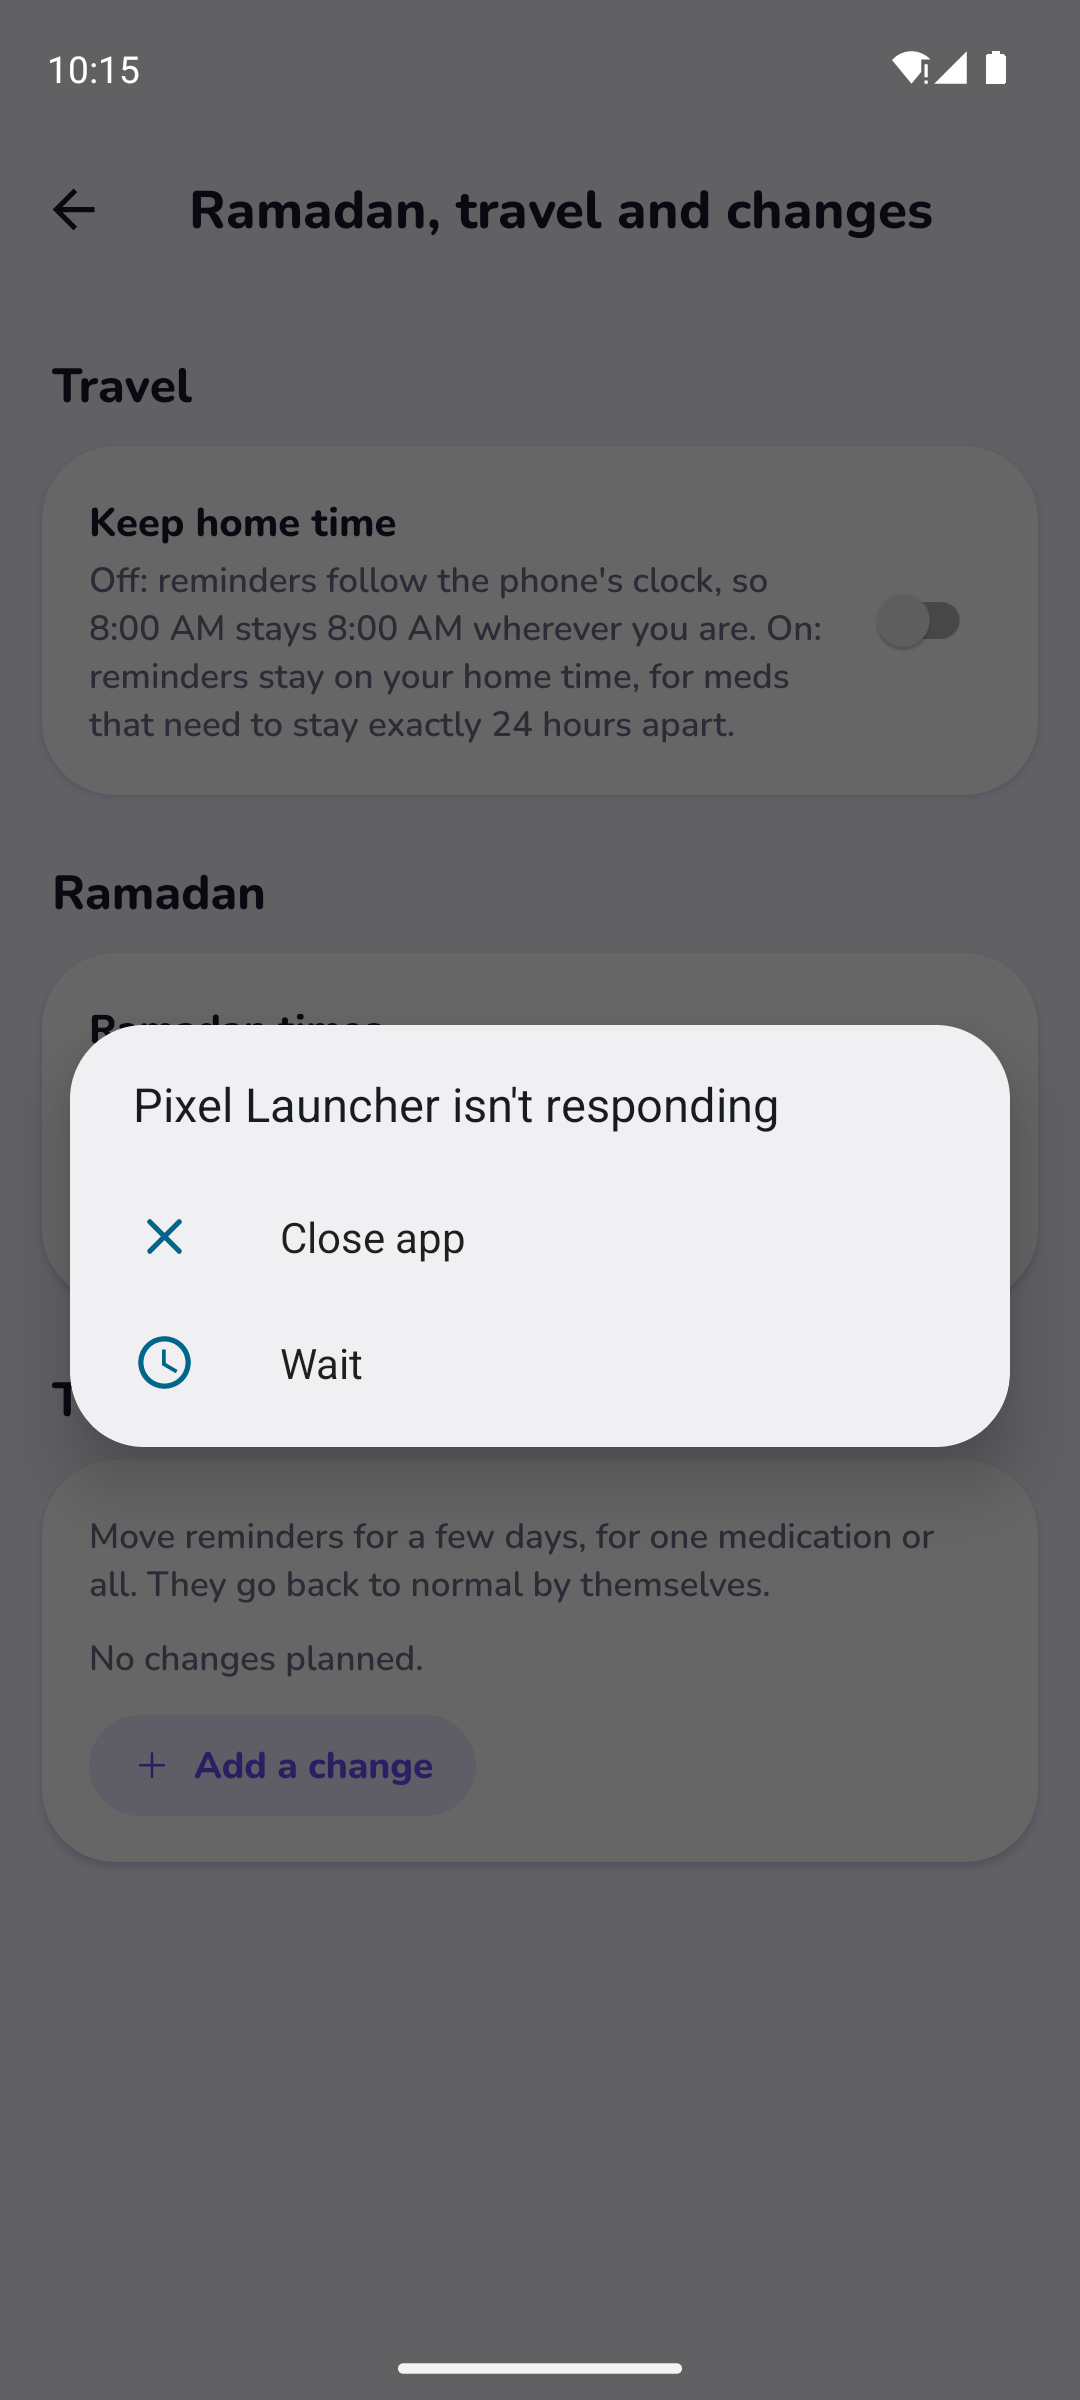 10:15
Ramadan, travel and changes
Travel
Keep home time
Off: reminders follow the phone's clock, so
8:00 AM stays 8:00 AM wherever you are. On:
reminders stay on your home time, for meds
that need to stay exactly 24 hours apart.
Ramadan
Ramadan times
Pixel Launcher isn't responding
Close app
Wait
Move reminders for a few days, for one medication or
all. They go back to normal by themselves.
No changes planned.
+ Add a change